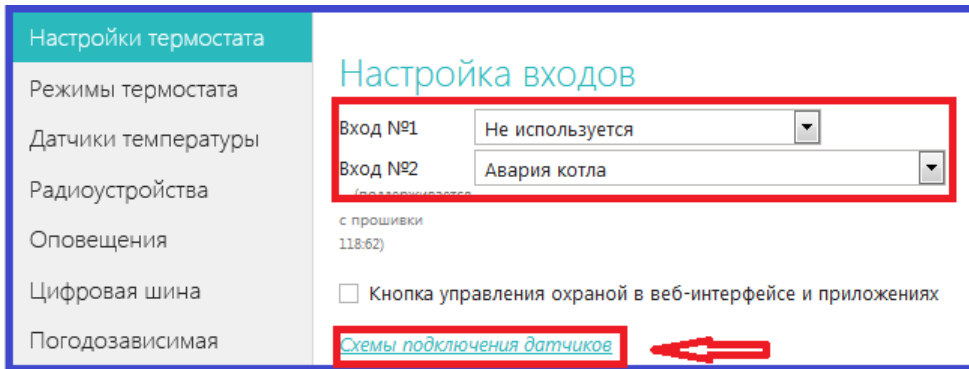 Настройки термостата
Режимы термостата
Датчики температуры
Радиоустройства
Оповещения
Цифровая шина
Погодозависимая
Настройка входов
Вход №1 Не используется
Вход №2 Авария котла
(поддерживается
с прошивки
118:62)
Кнопка управления охраной в веб-интерфейсе и приложениях
Схемы подключения датчиков